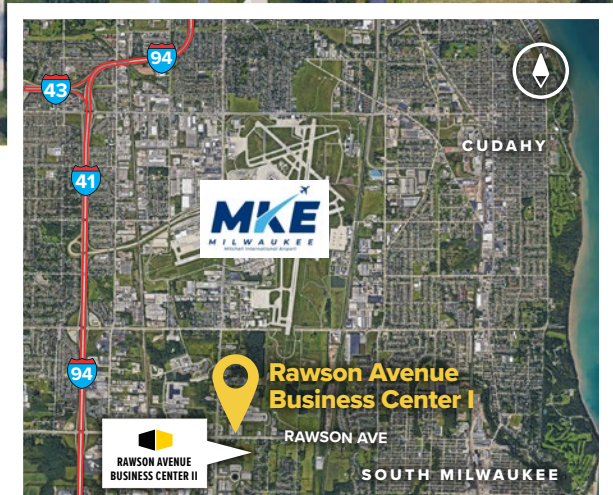 94
43
CUDAHY
41
MKE
MILWAUKEE
Mitchell International Airport
94
Rawson Avenue
Business Center I
RAWSON AVE
RAWSON AVENUE
BUSINESS CENTER II
SOUTH MILWAUKEE